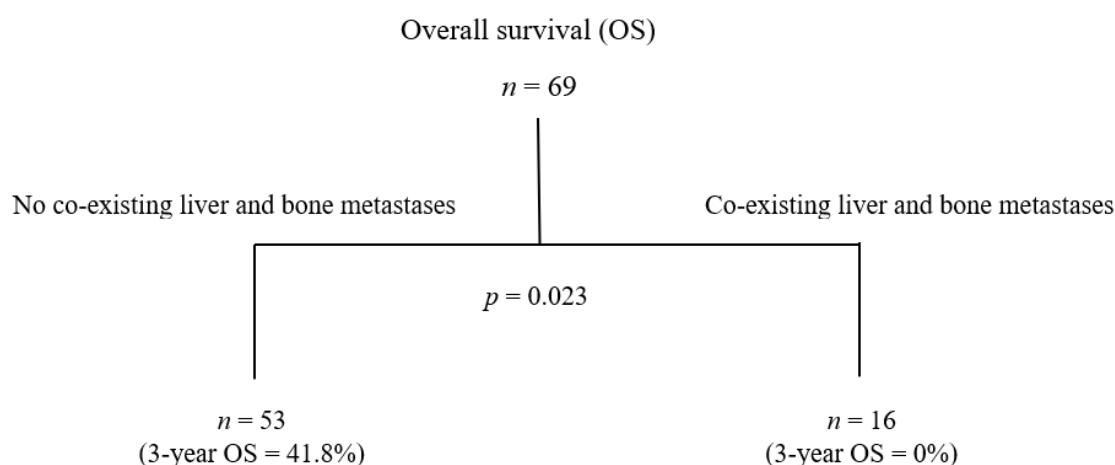 Overall survival (OS)
n = 69
No co-existing liver and bone metastases
Co-existing liver and bone metastases
p = 0.023
n = 53
(3-year OS = 41.8%)
n = 16
(3-year OS = 0%)